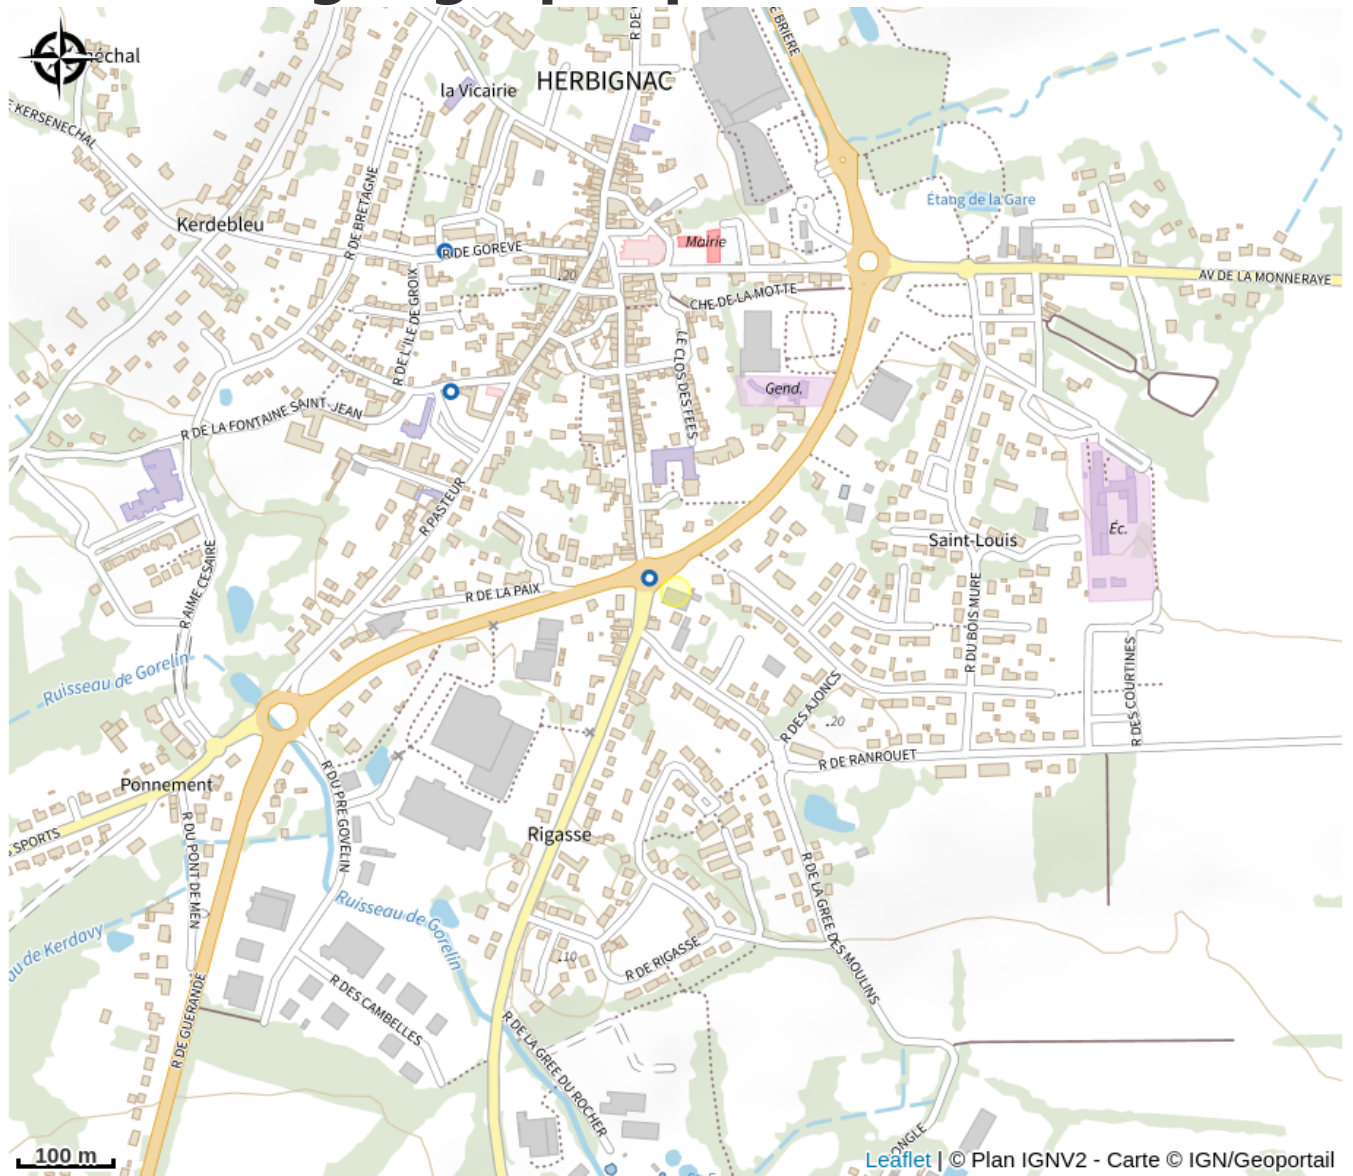 HERBIGNAC
la Vicairie
R DE BRETAGNE
Kerdebleu
R DE GOREVE
Mairie
Étang de la Gare
AV DE LA MONNERAYE
20
CHE DE LA MOTTE
R DE L'ILE DE GROIX
LE CLOS DES FEES
Gend.
R DE LA FONTAINE SAINT-JEAN
R PASTEUR
Éc.
Saint-Louis
R AIME CESAIRE
R DE LA PAIX
R DU BOIS MURE
Ruisseau de Gorelin
R DES COURTINES
R DES AJONCS
20
R DE RANROUET
Ponnement
R DU PRE GOVELIN
Rigasse
SPORTS
R DU PONT DE MEN
R DE LA GREE DES MOULINS
Ruisseau de Gorelin
au de Kerdavy
10
R DE RIGASSE
R DES CAMBELLES
R DE GUERANDE
R DE LA GREE DU ROCHER
100 m
Leaflet | © Plan IGNV2 - Carte © IGN/Geoportail